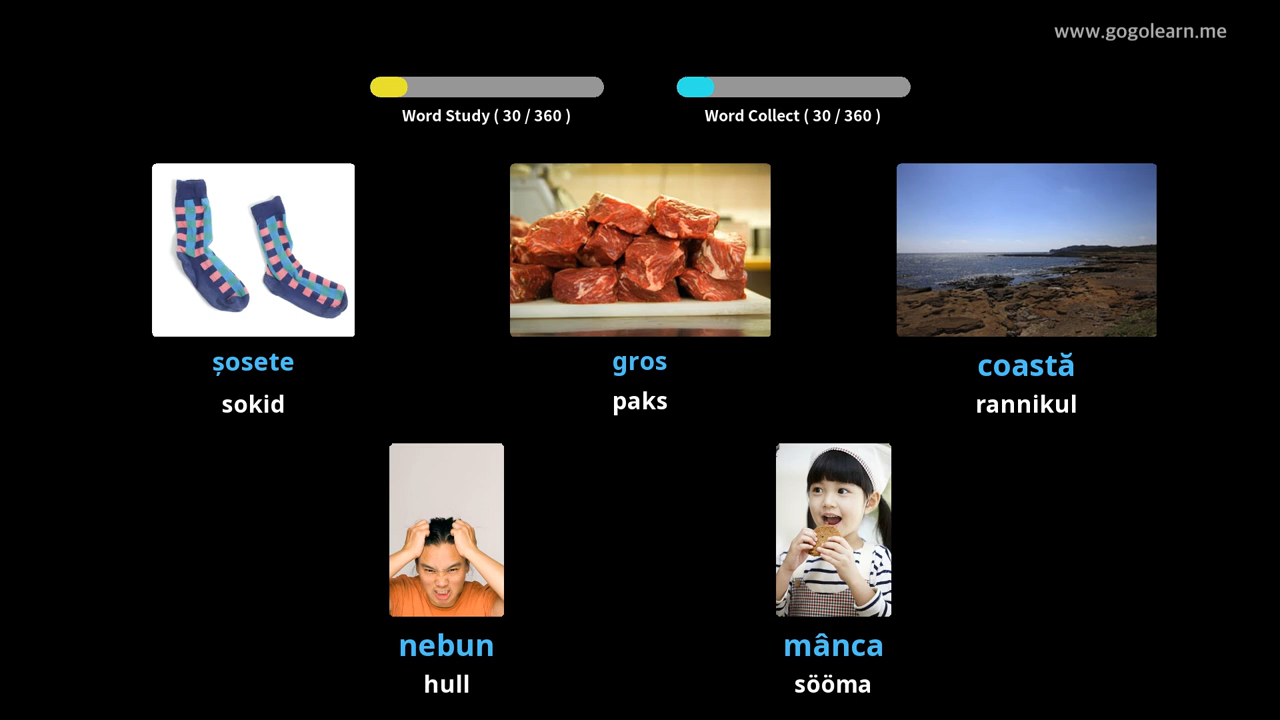 www.gogolearn.me
Word Study ( 30 / 360 )
Word Collect ( 30 / 360 )
șosete
sokid
gros
paks
coastă
rannikul
nebun
hull
mânca
sööma